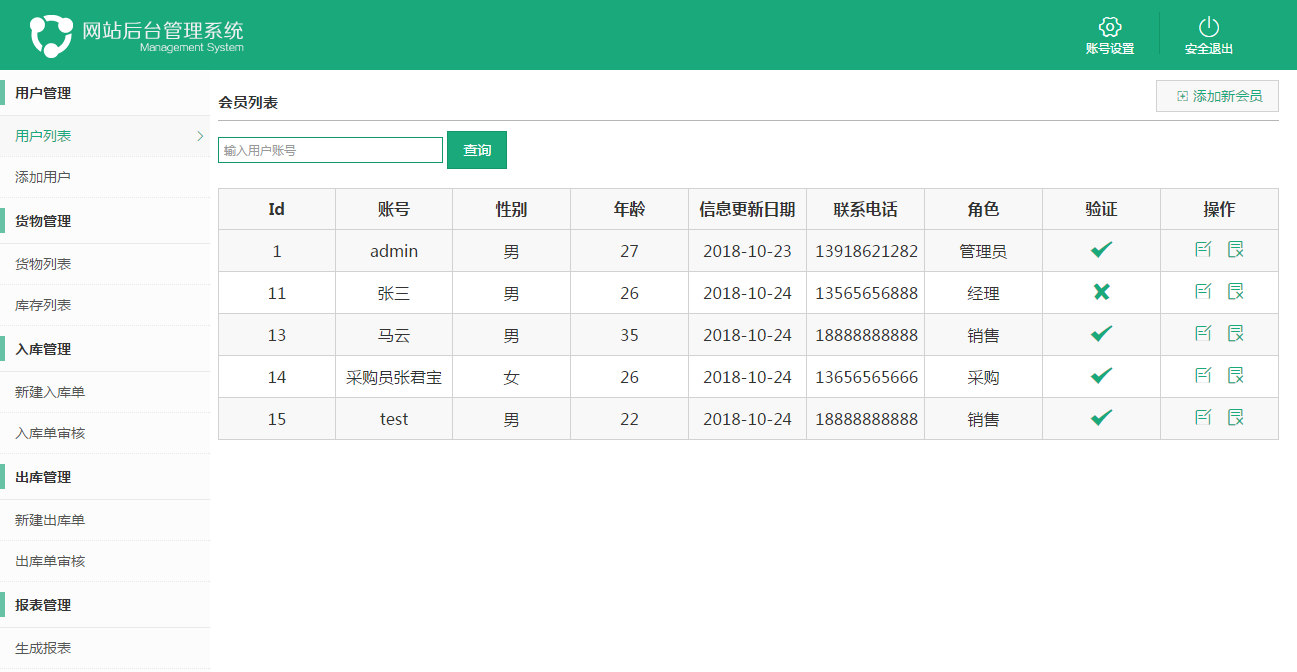 网站后台管理系统
Management System
账号设置
安全退出
用户管理
用户列表
添加用户
货物管理
货物列表
库存列表
入库管理
新建入库单
入库单审核
出库管理
新建出库单
出库单审核
报表管理
生成报表
会员列表
添加新会员
输入用户账号
查询
Id 账号 性别 年龄 信息更新日期 联系电话 角色 验证 操作
1 admin 男 27 2018-10-23 13918621282 管理员
11 张三 男 26 2018-10-24 13565656888 经理
13 马云 男 35 2018-10-24 18888888888 销售
14 采购员张君宝 女 26 2018-10-24 13656565666 采购
15 test 男 22 2018-10-24 18888888888 销售